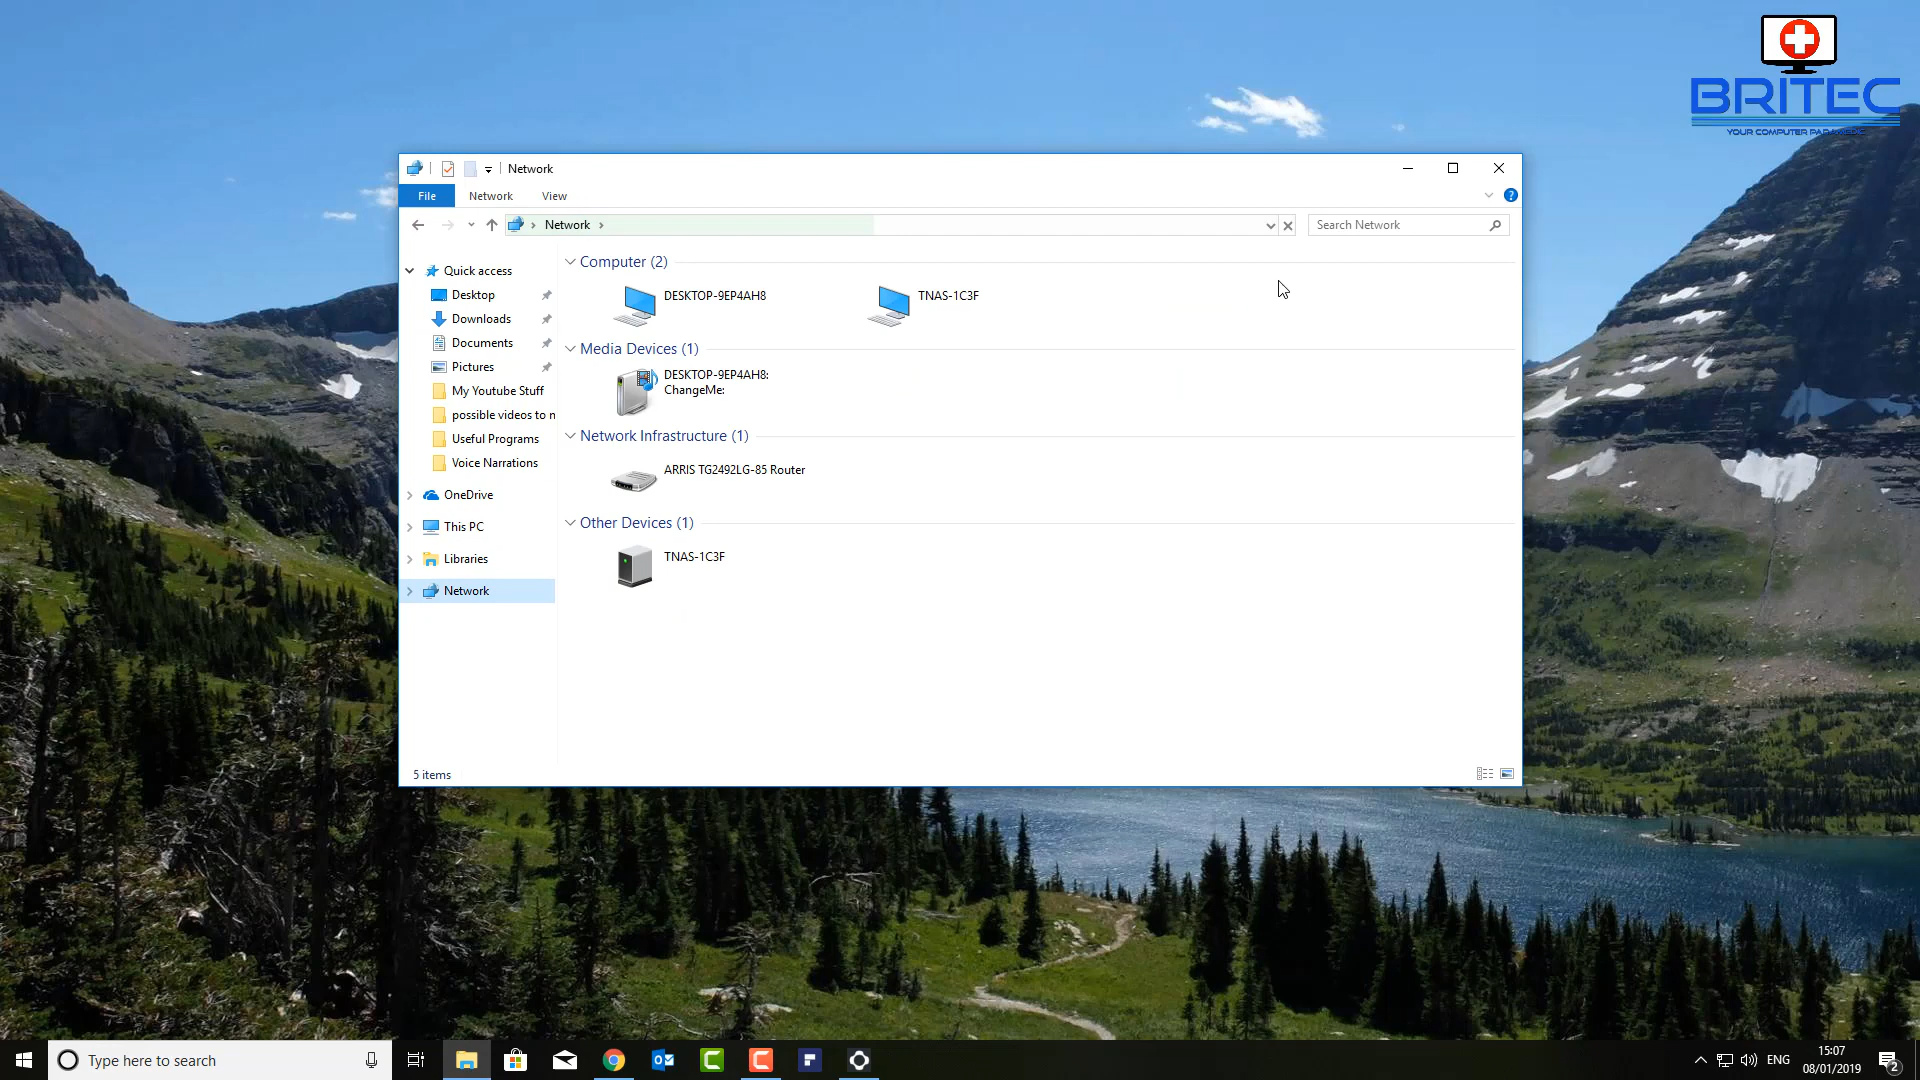 BRITEC
YOUR COMPUTER PARAMEDIC
Network
File
Network
View
Network
Search Network
Quick access
Desktop
Downloads
Documents
Pictures
My Youtube Stuff
possible videos to n
Useful Programs
Voice Narrations
OneDrive
This PC
Libraries
Network
Computer (2)
DESKTOP-9EP4AH8
TNAS-1C3F
Media Devices (1)
DESKTOP-9EP4AH8:
ChangeMe:
Network Infrastructure (1)
ARRIS TG2492LG-85 Router
Other Devices (1)
TNAS-1C3F
5 items
Type here to search
ENG
15:07
08/01/2019
2